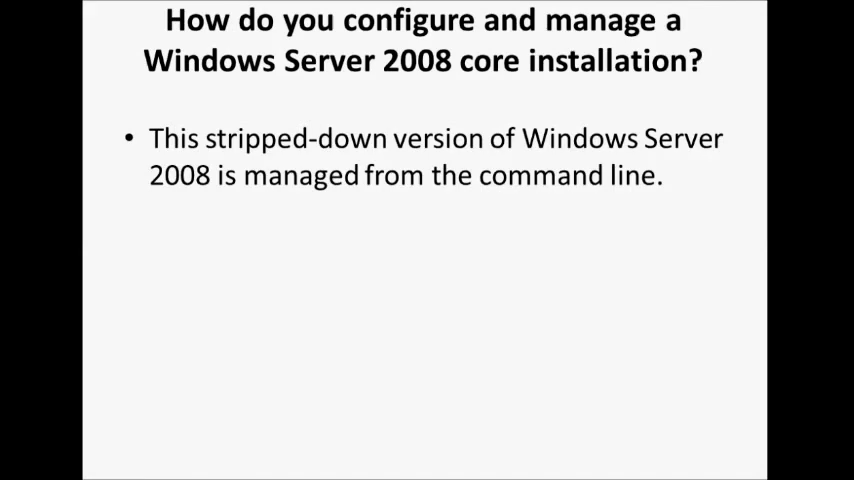 How do you configure and manage a
Windows Server 2008 core installation?
• This stripped-down version of Windows Server
2008 is managed from the command line.